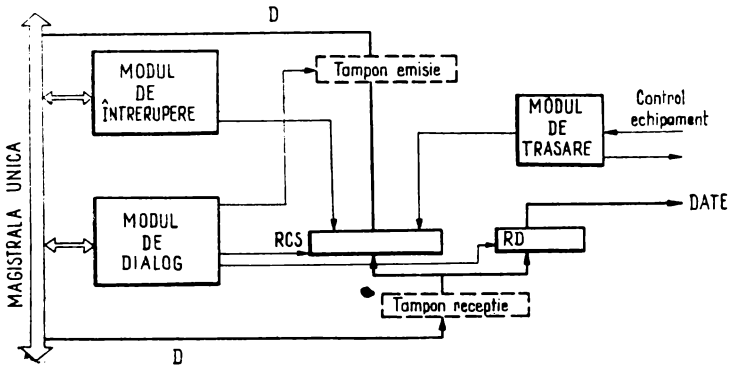 D
MODUL
DE
ÎNTRERUPERE
Tampon emisie
MODUL
DE
TRASARE
Control
echipament
MAGISTRALA UNICA
MODUL
DE
DIALOG
RCS
RD
DATE
Tampon receptie
D